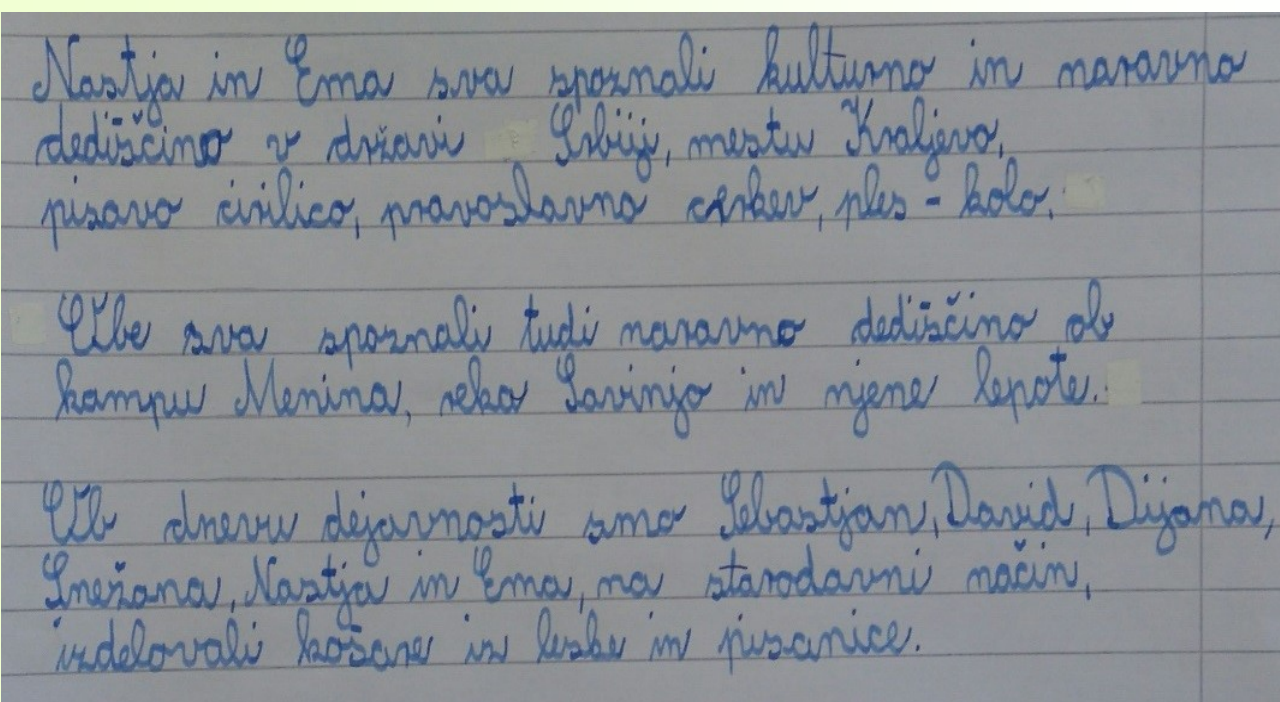 Nastja in Ema sva spoznali kulturno in naravno
dediščino v državi Srbiji, mestu Kraljevo,
pisavo cirilico, pravoslavno cerkev, ples - kolo.
Obe sva spoznali tudi naravno dediščino ob
kampu Menina, reko Savinjo in njene lepote.
Ob dnevu dejavnosti smo Sebastjan, David, Dijana,
Snežana, Nastja in Ema, na starodavni način,
izdelovali košare iz leske in pisanice.